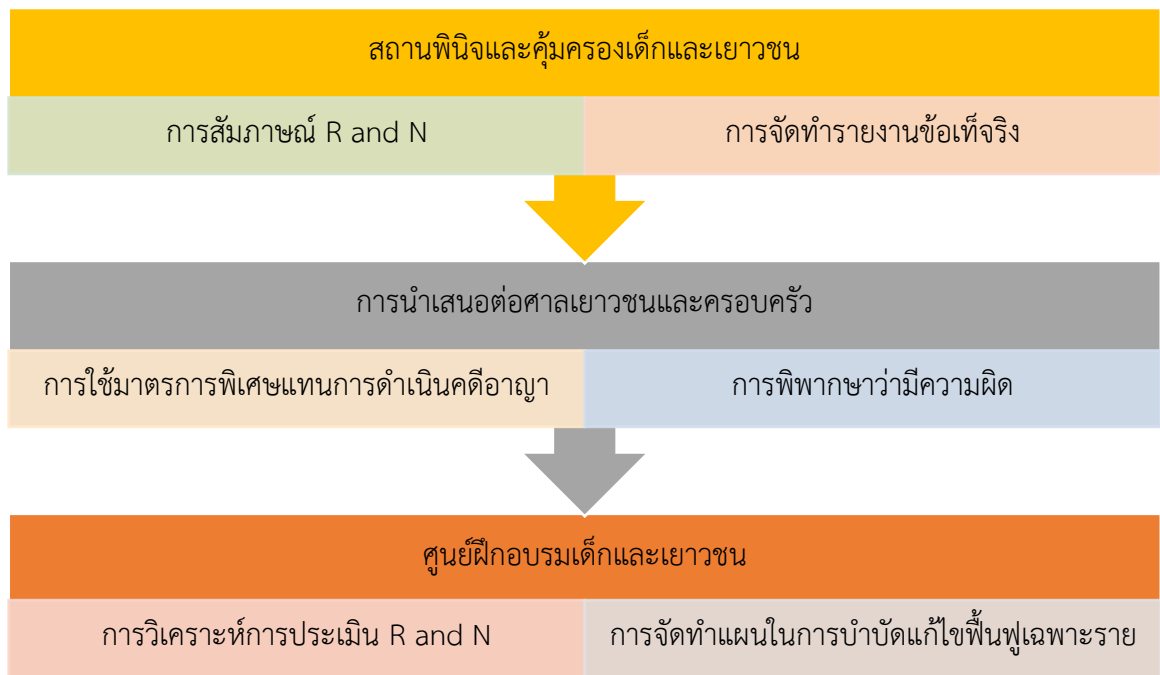 สถานพินิจและคุ้มครองเด็กและเยาวชน
การสัมภาษณ์ R and N
การจัดทำรายงานข้อเท็จจริง
การนำเสนอต่อศาลเยาวชนและครอบครัว
การใช้มาตรการพิเศษแทนการดำเนินคดีอาญา
การพิพากษาว่ามีความผิด
ศูนย์ฝึกอบรมเด็กและเยาวชน
การวิเคราะห์การประเมิน R and N
การจัดทำแผนในการบำบัดแก้ไขฟื้นฟูเฉพาะราย